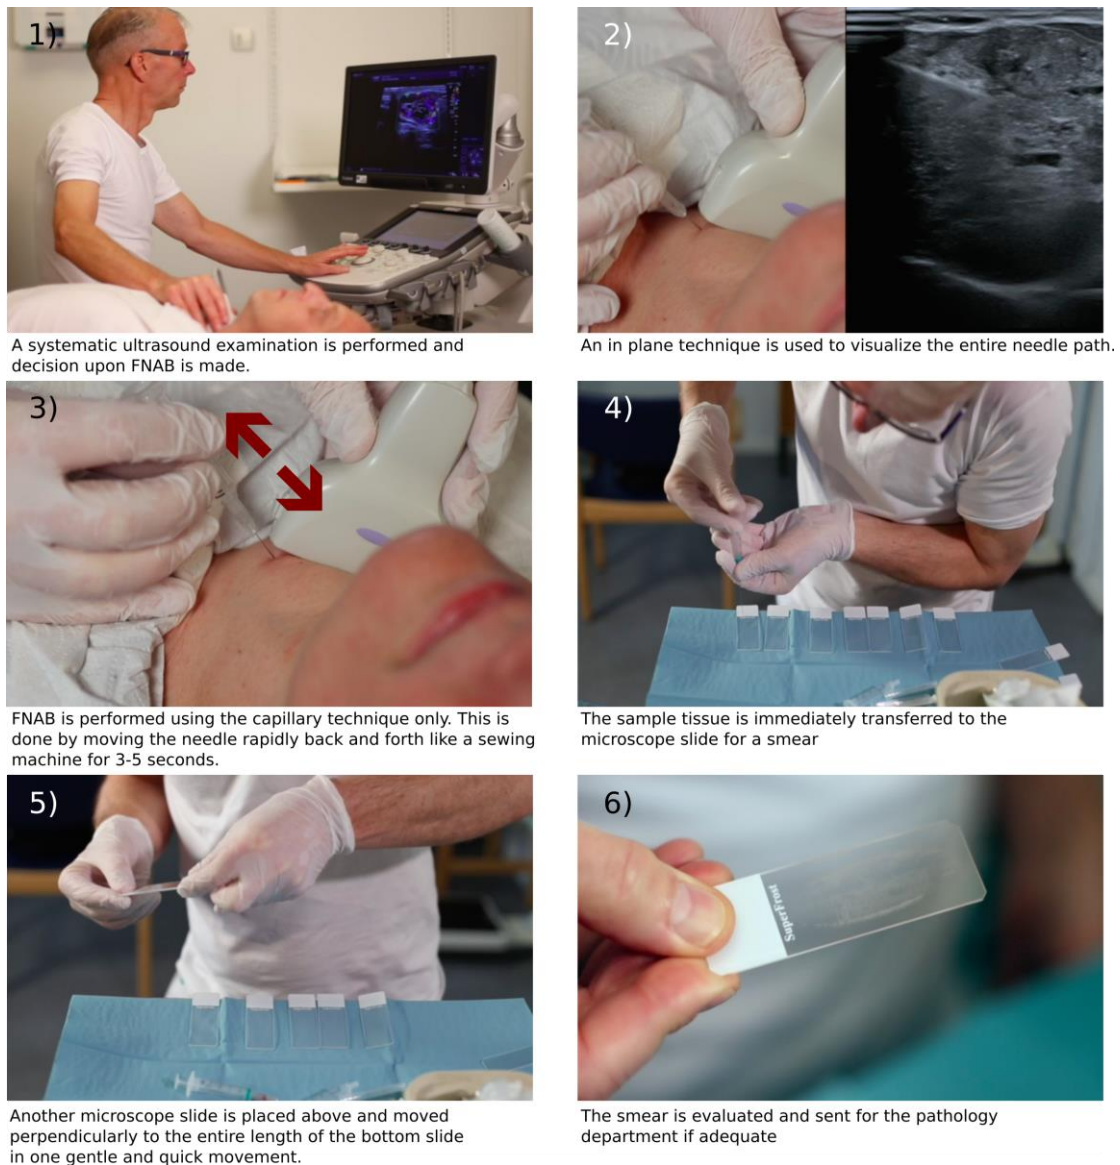 1)
A systematic ultrasound examination is performed and
decision upon FNAB is made.
2)
An in plane technique is used to visualize the entire needle path.
3)
FNAB is performed using the capillary technique only. This is
done by moving the needle rapidly back and forth like a sewing
machine for 3-5 seconds.
4)
The sample tissue is immediately transferred to the
microscope slide for a smear
5)
Another microscope slide is placed above and moved
perpendicularly to the entire length of the bottom slide
in one gentle and quick movement.
6)
SuperFrost
The smear is evaluated and sent for the pathology
department if adequate